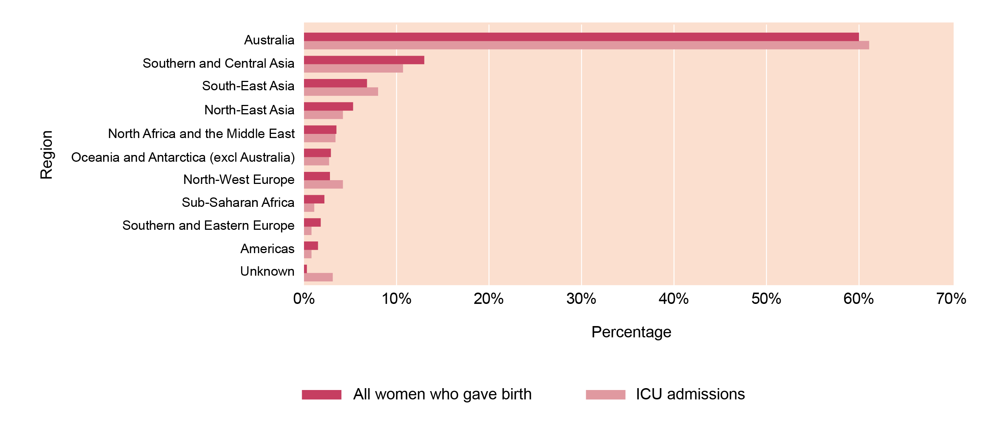 Region
Australia
Southern and Central Asia
South-East Asia
North-East Asia
North Africa and the Middle East
Oceania and Antarctica (excl Australia)
North-West Europe
Sub-Saharan Africa
Southern and Eastern Europe
Americas
Unknown
0% 10% 20% 30% 40% 50% 60% 70%
Percentage
All women who gave birth ICU admissions